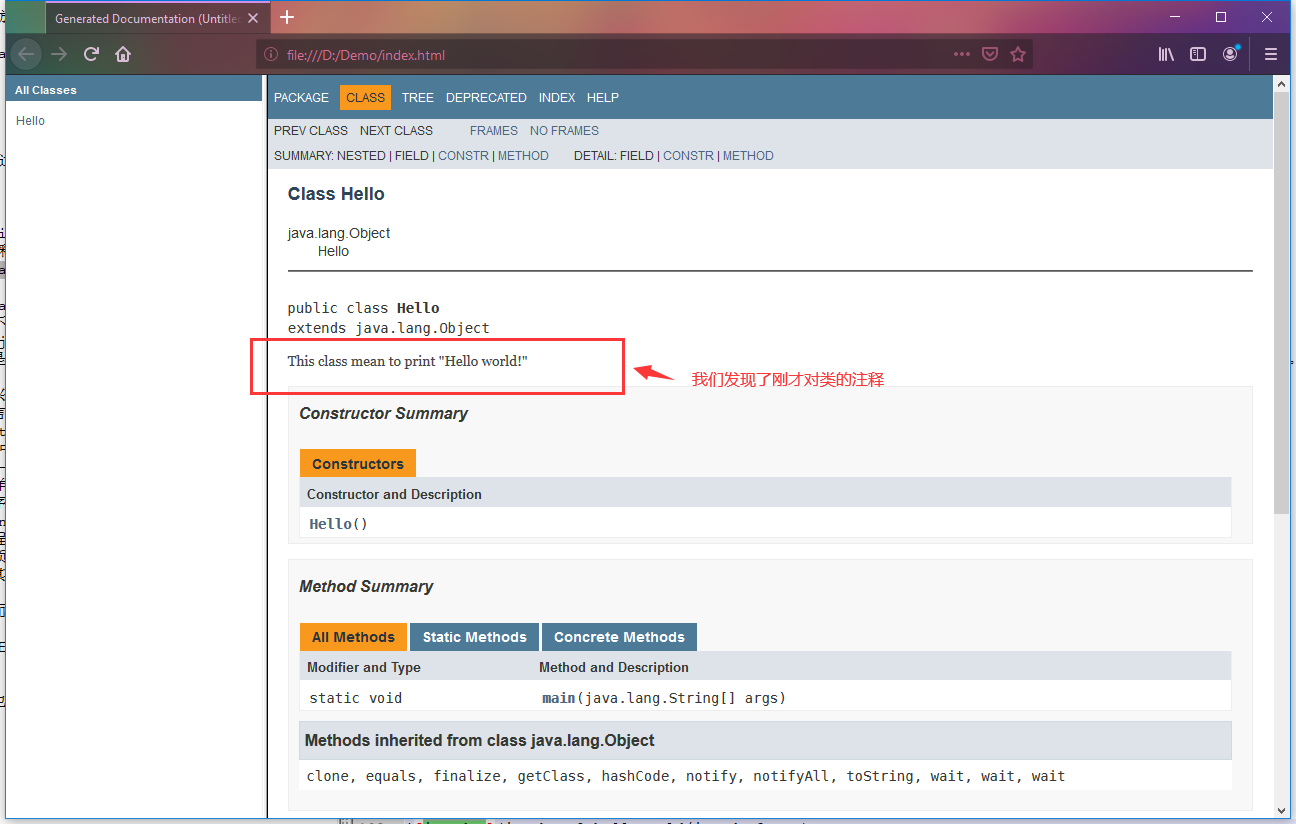 Generated Documentation (Untitled
file:///D:/Demo/index.html
All Classes
Hello
PACKAGE CLASS TREE DEPRECATED INDEX HELP
PREV CLASS NEXT CLASS FRAMES NO FRAMES
SUMMARY: NESTED | FIELD | CONSTR | METHOD DETAIL: FIELD | CONSTR | METHOD
Class Hello
java.lang.Object
Hello
public class Hello
extends java.lang.Object
This class mean to print "Hello world!"
我们发现了刚才对类的注释
Constructor Summary
Constructors
Constructor and Description
Hello()
Method Summary
All Methods Static Methods Concrete Methods
Modifier and Type Method and Description
static void main(java.lang.String[] args)
Methods inherited from class java.lang.Object
clone, equals, finalize, getClass, hashCode, notify, notifyAll, toString, wait, wait, wait